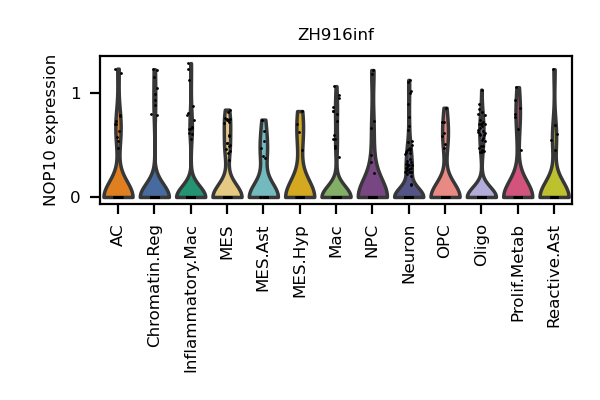 ZH916inf
NOP10 expression
1
0
AC
Chromatin.Reg
Inflammatory.Mac
MES
MES.Ast
MES.Hyp
Mac
NPC
Neuron
OPC
Oligo
Prolif.Metab
Reactive.Ast